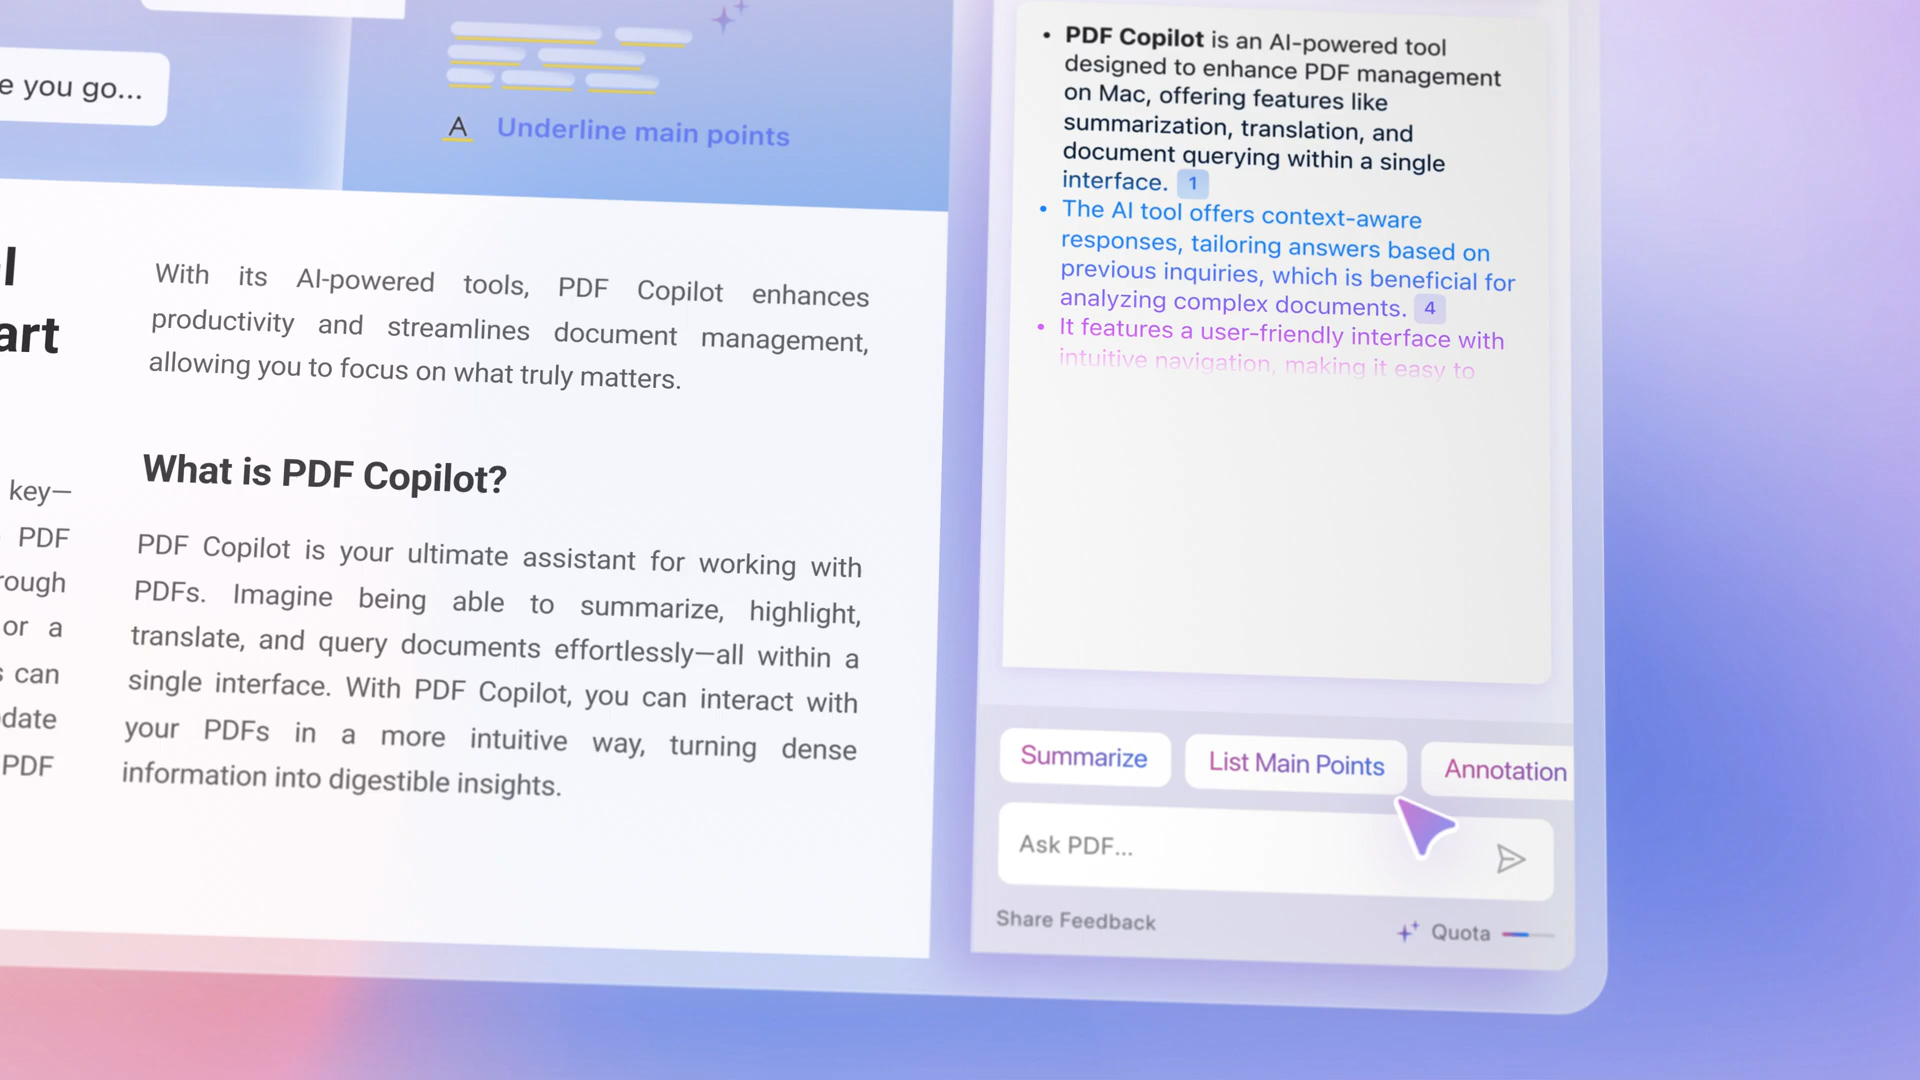 e you go...
A Underline main points
l
art
key—
PDF
rough
or a
s can
date
PDF
With its AI-powered tools, PDF Copilot enhances
productivity and streamlines document management,
allowing you to focus on what truly matters.
What is PDF Copilot?
PDF Copilot is your ultimate assistant for working with
PDFs. Imagine being able to summarize, highlight,
translate, and query documents effortlessly—all within a
single interface. With PDF Copilot, you can interact with
your PDFs in a more intuitive way, turning dense
information into digestible insights.
• PDF Copilot is an AI-powered tool
designed to enhance PDF management
on Mac, offering features like
summarization, translation, and
document querying within a single
interface. 1
• The AI tool offers context-aware
responses, tailoring answers based on
previous inquiries, which is beneficial for
analyzing complex documents. 4
• It features a user-friendly interface with
intuitive navigation, making it easy to
Summarize List Main Points Annotation
Ask PDF...
Share Feedback Quota